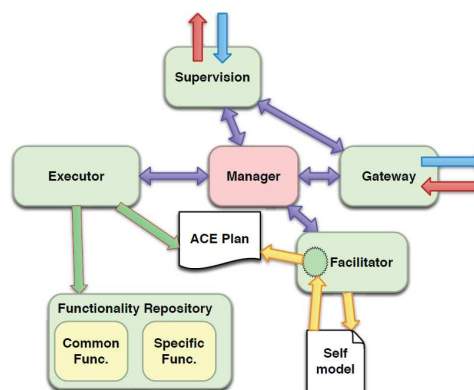 Supervision
Executor
Manager
Gateway
ACE Plan
Facilitator
Functionality Repository
Common
Func.
Specific
Func.
Self
model